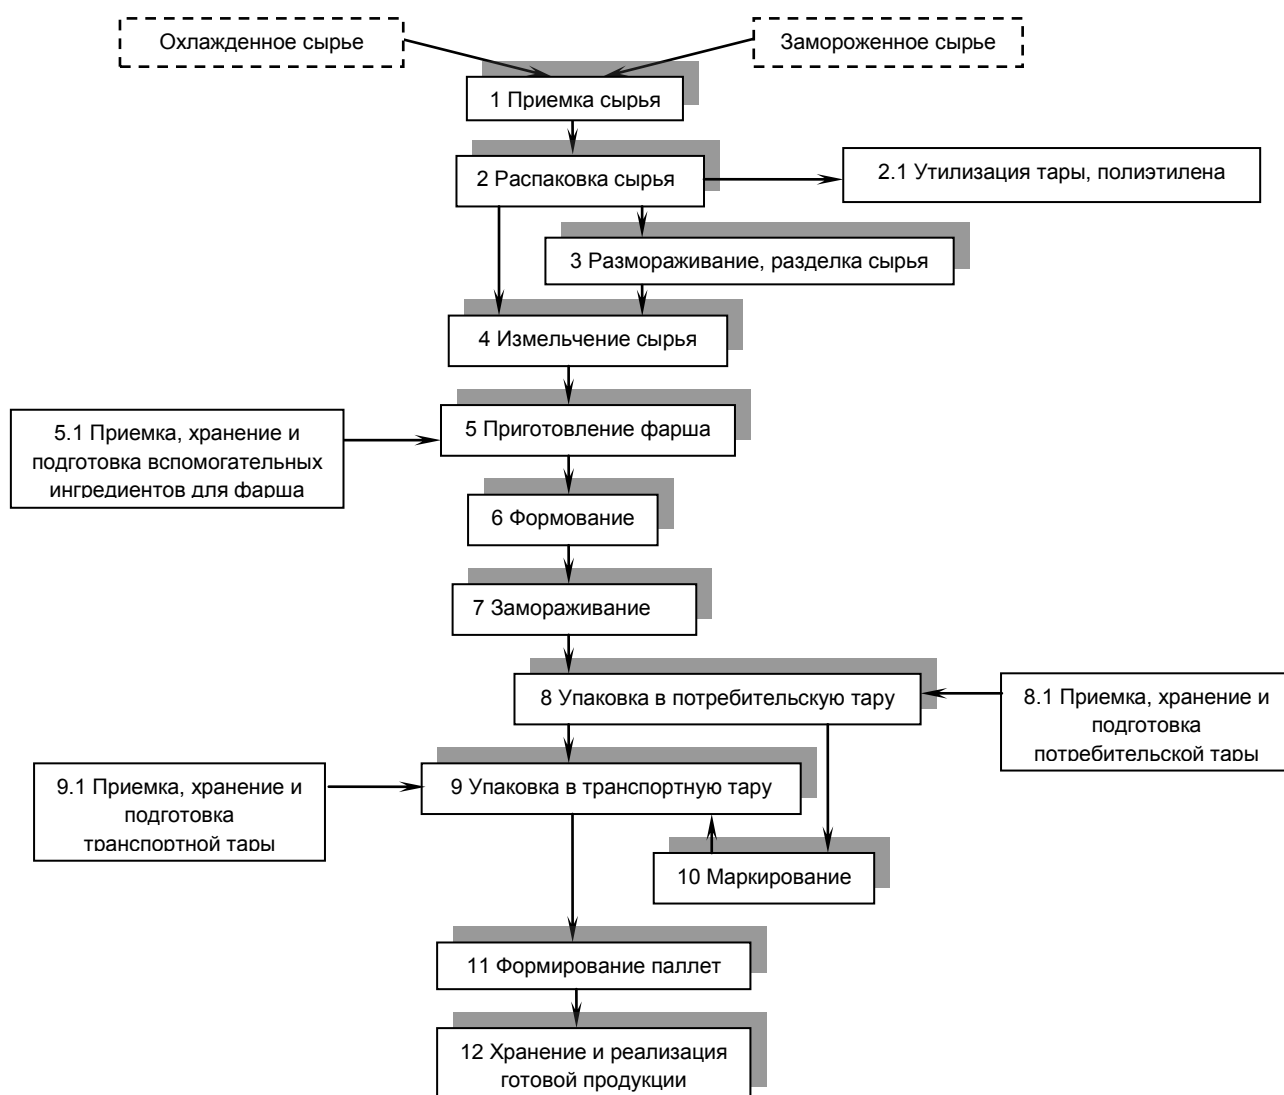 Охлажденное сырье
Замороженное сырье
1 Приемка сырья
2 Распаковка сырья
2.1 Утилизация тары, полиэтилена
3 Размораживание, разделка сырья
4 Измельчение сырья
5.1 Приемка, хранение и
подготовка вспомогательных
ингредиентов для фарша
5 Приготовление фарша
6 Формование
7 Замораживание
8 Упаковка в потребительскую тару
8.1 Приемка, хранение и
подготовка
потребительской тары
9.1 Приемка, хранение и
подготовка
транспортной тары
9 Упаковка в транспортную тару
10 Маркирование
11 Формирование паллет
12 Хранение и реализация
готовой продукции